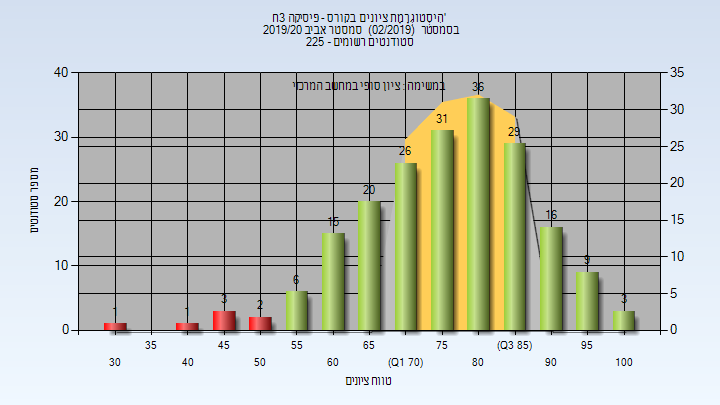 היסטוגרמת ציונים בקורס - פיסיקה 3ח'
בסמסטר (02/2019) סמסטר אביב 2019/20
סטודנטים רשומים - 225
במשימה : ציון סופי במחשב המרכזי
40 30 20 10 0
מספר סטודנטים
35 30 25 20 15 10 5 0
1 1 3 2 6 15 20 26 31 36 29 16 9 3
35 45 55 65 75 (Q3 85) 95
30 40 50 60 (Q1 70) 80 90 100
טווח ציונים